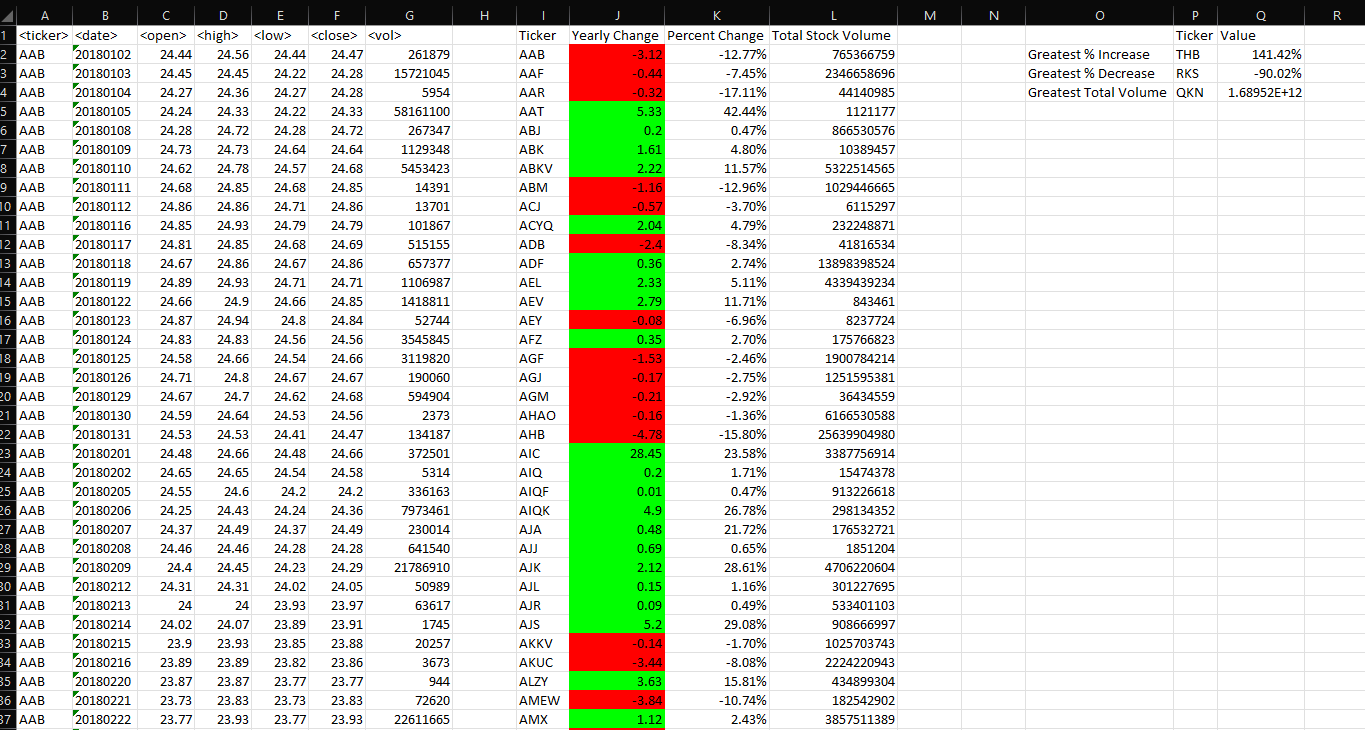 A B C D E F G H I J K L M N O P Q R
1 <ticker> <date> <open> <high> <low> <close> <vol> Ticker Yearly Change Percent Change Total Stock Volume Ticker Value
2 AAB 20180102 24.44 24.56 24.44 24.47 261879 AAB -3.12 -12.77% 765366759 Greatest % Increase THB 141.42%
3 AAB 20180103 24.45 24.45 24.22 24.28 15721045 AAF -0.44 -7.45% 2346658696 Greatest % Decrease RKS -90.02%
4 AAB 20180104 24.27 24.36 24.27 24.28 5954 AAR -0.32 -17.11% 44140985 Greatest Total Volume QKN 1.68952E+12
5 AAB 20180105 24.24 24.33 24.22 24.33 58161100 AAT 5.33 42.44% 1121177
6 AAB 20180108 24.28 24.72 24.28 24.72 267347 ABJ 0.2 0.47% 866530576
7 AAB 20180109 24.73 24.73 24.64 24.64 1129348 ABK 1.61 4.80% 10389457
8 AAB 20180110 24.62 24.78 24.57 24.68 5453423 ABKV 2.22 11.57% 5322514565
9 AAB 20180111 24.68 24.85 24.68 24.85 14391 ABM -1.16 -12.96% 1029446665
10 AAB 20180112 24.86 24.86 24.71 24.86 13701 ACJ -0.57 -3.70% 6115297
11 AAB 20180116 24.85 24.93 24.79 24.79 101867 ACYQ 2.04 4.79% 232248871
12 AAB 20180117 24.81 24.85 24.68 24.69 515155 ADB -2.4 -8.34% 41816534
13 AAB 20180118 24.67 24.86 24.67 24.86 657377 ADF 0.36 2.74% 13898398524
14 AAB 20180119 24.89 24.93 24.71 24.71 1106987 AEL 2.33 5.11% 4339439234
15 AAB 20180122 24.66 24.9 24.66 24.85 1418811 AEV 2.79 11.71% 843461
16 AAB 20180123 24.87 24.94 24.8 24.84 52744 AEY -0.08 -6.96% 8237724
17 AAB 20180124 24.83 24.83 24.56 24.56 3545845 AFZ 0.35 2.70% 175766823
18 AAB 20180125 24.58 24.66 24.54 24.66 3119820 AGF -1.53 -2.46% 1900784214
19 AAB 20180126 24.71 24.8 24.67 24.67 190060 AGJ -0.17 -2.75% 1251595381
20 AAB 20180129 24.67 24.7 24.62 24.68 594904 AGM -0.21 -2.92% 36434559
21 AAB 20180130 24.59 24.64 24.53 24.56 2373 AHAO -0.16 -1.36% 6166530588
22 AAB 20180131 24.53 24.53 24.41 24.47 134187 AHB -4.78 -15.80% 25639904980
23 AAB 20180201 24.48 24.66 24.48 24.66 372501 AIC 28.45 23.58% 3387756914
24 AAB 20180202 24.65 24.65 24.54 24.58 5314 AIQ 0.2 1.71% 15474378
25 AAB 20180205 24.55 24.6 24.2 24.2 336163 AIQF 0.01 0.47% 913226618
26 AAB 20180206 24.25 24.43 24.24 24.36 7973461 AIQK 4.9 26.78% 298134352
27 AAB 20180207 24.37 24.49 24.37 24.49 230014 AJA 0.48 21.72% 176532721
28 AAB 20180208 24.46 24.46 24.28 24.28 641540 AJJ 0.69 0.65% 1851204
29 AAB 20180209 24.4 24.45 24.23 24.29 21786910 AJK 2.12 28.61% 4706220604
30 AAB 20180212 24.31 24.31 24.02 24.05 50989 AJL 0.15 1.16% 301227695
31 AAB 20180213 24 24 23.93 23.97 63617 AJR 0.09 0.49% 533401103
32 AAB 20180214 24.02 24.07 23.89 23.91 1745 AJS 5.2 29.08% 908666997
33 AAB 20180215 23.9 23.93 23.85 23.88 20257 AKKV -0.14 -1.70% 1025703743
34 AAB 20180216 23.89 23.89 23.82 23.86 3673 AKUC -3.44 -8.08% 2224220943
35 AAB 20180220 23.87 23.87 23.77 23.77 944 ALZY 3.63 15.81% 434899304
36 AAB 20180221 23.73 23.83 23.73 23.83 72620 AMEW -3.84 -10.74% 182542902
37 AAB 20180222 23.77 23.93 23.77 23.93 22611665 AMX 1.12 2.43% 3857511389